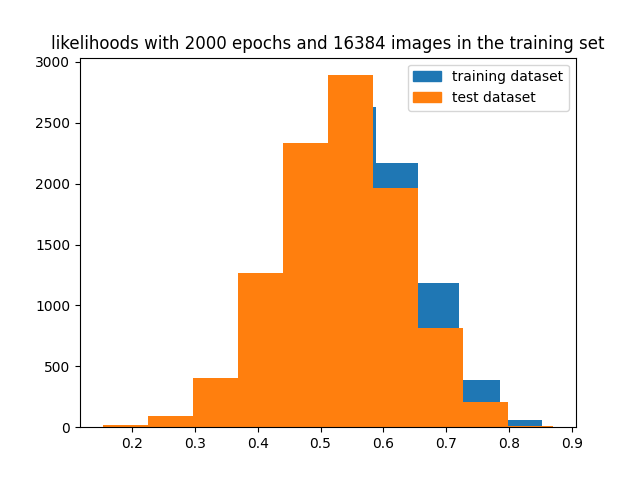 likelihoods with 2000 epochs and 16384 images in the training set
training dataset
test dataset
3000
2500
2000
1500
1000
500
0
0.2 0.3 0.4 0.5 0.6 0.7 0.8 0.9